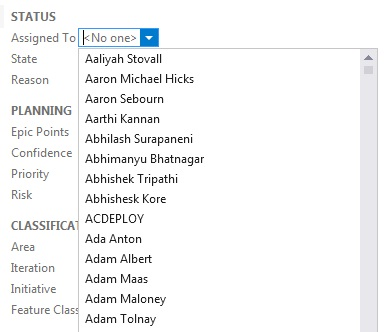 STATUS
Assigned To <No one>
State
Reason
PLANNING
Epic Points
Confidence
Priority
Risk
CLASSIFICAT
Area
Iteration
Initiative
Feature Class
Aaliyah Stovall
Aaron Michael Hicks
Aaron Sebourn
Aarthi Kannan
Abhilash Surapaneni
Abhimanyu Bhatnagar
Abhishek Tripathi
Abhishesk Kore
ACDEPLOY
Ada Anton
Adam Albert
Adam Maas
Adam Maloney
Adam Tolnay